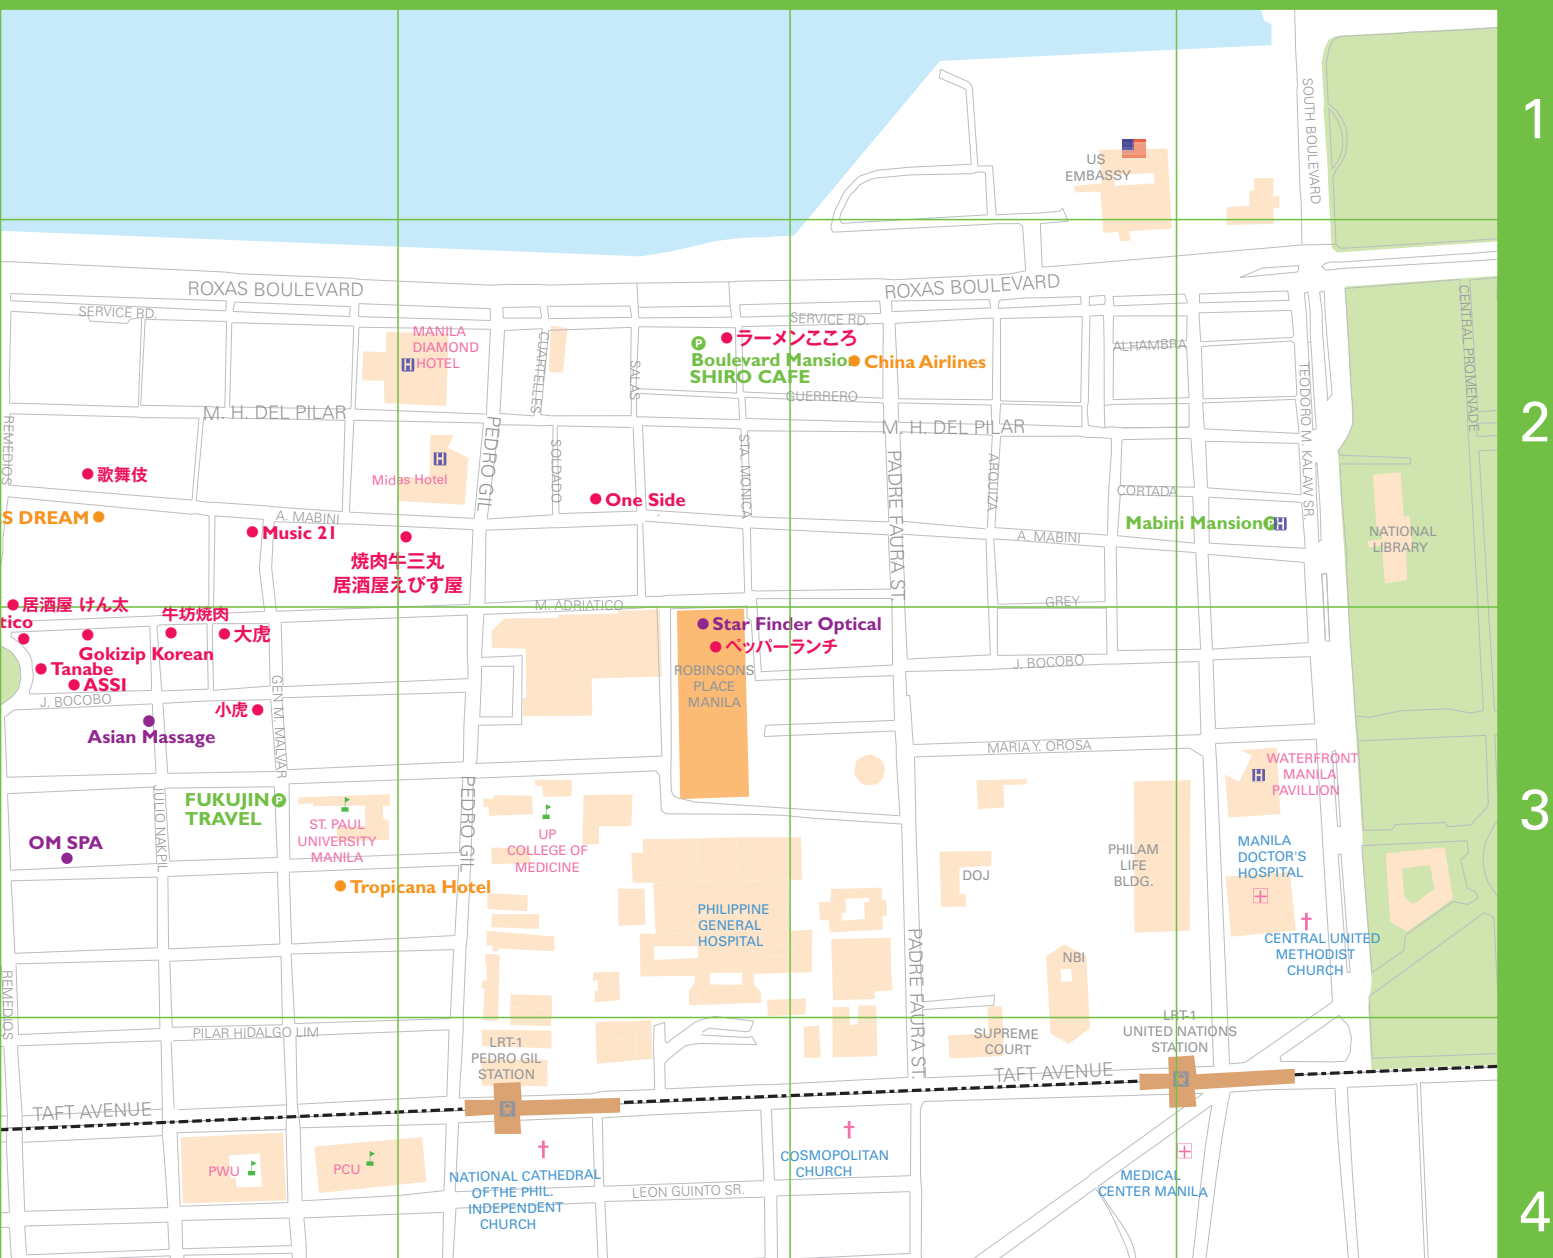 1
SOUTH BOULEVARD
US
EMBASSY
ROXAS BOULEVARD
ROXAS BOULEVARD
SERVICE RD.
SERVICE RD.
CENTRAL PROMENADE
MANILA
DIAMOND
HOTEL
H
CUARTELLES
SALAS
P
ラーメンこころ
Boulevard Mansion
SHIRO CAFE
China Airlines
ALHAMBRA
GUERRERO
TEODORO M. KALAW SR.
2
M. H. DEL PILAR
M. H. DEL PILAR
REMEDIOS
PEDRO GIL
SOLDADO
STA. MONICA
PADRE FAURA ST.
ARQUIZA
歌舞伎
H
Midas Hotel
One Side
CORTADA
S DREAM
A. MABINI
Music 21
Mabini Mansion
P
H
A. MABINI
NATIONAL
LIBRARY
焼肉牛三丸
居酒屋えびす屋
居酒屋 けん太
M. ADRIATICO
GREY
tico
牛坊焼肉
大虎
Star Finder Optical
ペッパーランチ
Gokizip Korean
Tanabe
ASSI
ROBINSONS
PLACE
MANILA
J. BOCOBO
J. BOCOBO
GEN M. MALVAR
小虎
Asian Massage
MARIA Y. OROSA
WATERFRONT
MANILA
PAVILLION
H
3
FUKUJIN
TRAVEL
P
JULIO NAKPIL
PEDRO GIL
ST. PAUL
UNIVERSITY
MANILA
UP
COLLEGE OF
MEDICINE
OM SPA
Tropicana Hotel
PHILAM
LIFE
BLDG.
DOJ
MANILA
DOCTOR'S
HOSPITAL
PHILIPPINE
GENERAL
HOSPITAL
CENTRAL UNITED
METHODIST
CHURCH
PADRE FAURA ST.
NBI
REMEDIOS
PILAR HIDALGO LIM
LRT-1
PEDRO GIL
STATION
SUPREME
COURT
LRT-1
UNITED NATIONS
STATION
TAFT AVENUE
TAFT AVENUE
PWU
PCU
NATIONAL CATHEDRAL
OFTHE PHIL.
INDEPENDENT
CHURCH
COSMOPOLITAN
CHURCH
LEON GUINTO SR.
MEDICAL
CENTER MANILA
4